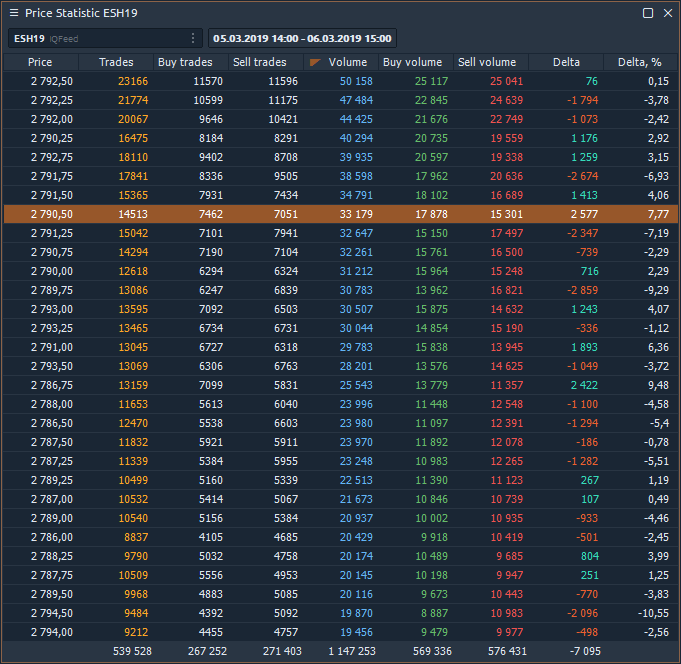 Price Statistic ESH19
ESH19 iQFeed 05.03.2019 14:00 - 06.03.2019 15:00
Price Trades Buy trades Sell trades Volume Buy volume Sell volume Delta Delta, %
2 792,50 23166 11570 11596 50 158 25 117 25 041 76 0,15
2 792,25 21774 10599 11175 47 484 22 845 24 639 -1 794 -3,78
2 792,00 20067 9646 10421 44 425 21 676 22 749 -1 073 -2,42
2 790,25 16475 8184 8291 40 294 20 735 19 559 1 176 2,92
2 792,75 18110 9402 8708 39 935 20 597 19 338 1 259 3,15
2 791,75 17841 8336 9505 38 598 17 962 20 636 -2 674 -6,93
2 791,50 15365 7931 7434 34 791 18 102 16 689 1 413 4,06
2 790,50 14513 7462 7051 33 179 17 878 15 301 2 577 7,77
2 791,25 15042 7101 7941 32 647 15 150 17 497 -2 347 -7,19
2 790,75 14294 7190 7104 32 261 15 761 16 500 -739 -2,29
2 790,00 12618 6294 6324 31 212 15 964 15 248 716 2,29
2 789,75 13086 6247 6839 30 783 13 962 16 821 -2 859 -9,29
2 793,00 13595 7092 6503 30 507 15 875 14 632 1 243 4,07
2 793,25 13465 6734 6731 30 044 14 854 15 190 -336 -1,12
2 791,00 13045 6727 6318 29 783 15 838 13 945 1 893 6,36
2 793,50 13069 6306 6763 28 201 13 576 14 625 -1 049 -3,72
2 786,75 13159 7099 5831 25 543 13 779 11 357 2 422 9,48
2 788,00 11653 5613 6040 23 996 11 448 12 548 -1 100 -4,58
2 786,50 12470 5538 6603 23 980 11 097 12 391 -1 294 -5,4
2 787,50 11832 5921 5911 23 970 11 892 12 078 -186 -0,78
2 787,25 11339 5384 5955 23 248 10 983 12 265 -1 282 -5,51
2 789,25 10499 5160 5339 22 513 11 390 11 123 267 1,19
2 787,00 10532 5414 5067 21 673 10 846 10 739 107 0,49
2 789,00 10540 5156 5384 20 937 10 002 10 935 -933 -4,46
2 786,00 8837 4105 4685 20 429 9 918 10 419 -501 -2,45
2 788,25 9790 5032 4758 20 174 10 489 9 685 804 3,99
2 787,75 10509 5556 4953 20 145 10 198 9 947 251 1,25
2 789,50 9968 4883 5085 20 116 9 673 10 443 -770 -3,83
2 794,50 9484 4392 5092 19 870 8 887 10 983 -2 096 -10,55
2 794,00 9212 4455 4757 19 456 9 479 9 977 -498 -2,56
539 528 267 252 271 403 1 147 253 569 336 576 431 -7 095